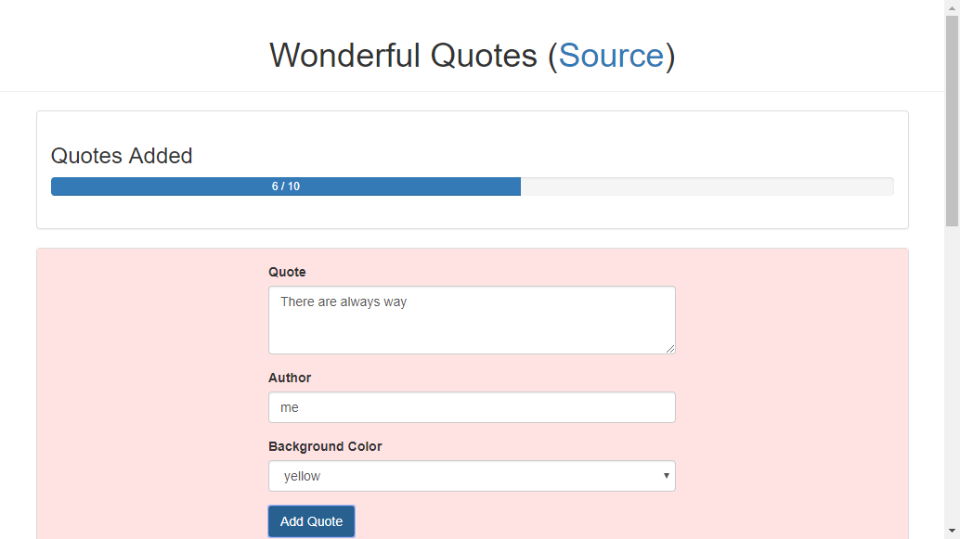 Wonderful Quotes (Source)
Quotes Added
6 / 10
Quote
There are always way
Author
me
Background Color
yellow
Add Quote